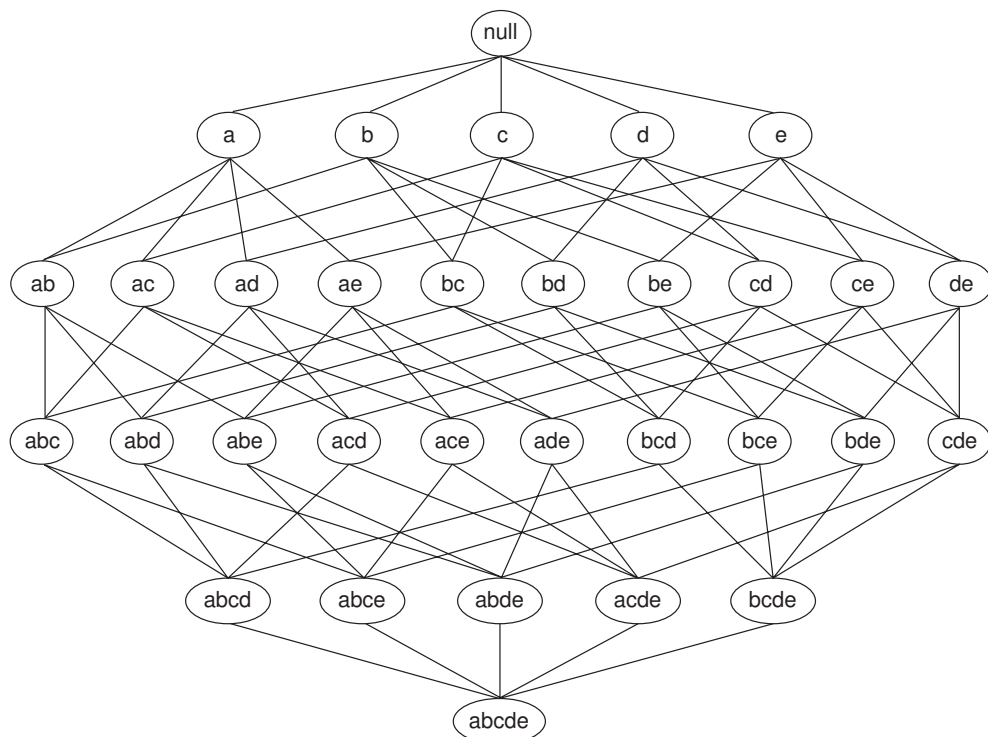 null
a b c d e
ab ac ad ae bc bd be cd ce de
abc abd abe acd ace ade bcd bce bde cde
abcd abce abde acde bcde
abcde